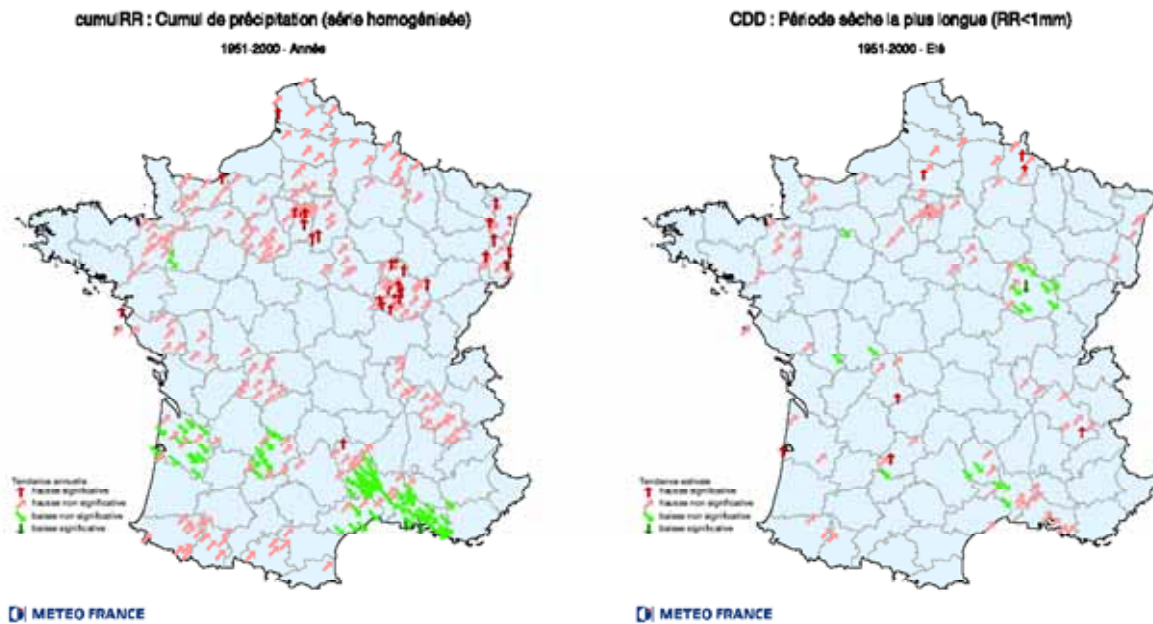 cumulRR : Cumul de précipitation (série homogénisée)
1951-2000 - Année
Tendance annuelle
hausse significative
hausse non significative
baisse non significative
baisse significative
METEO FRANCE
CDD : Période sèche la plus longue (RR<1mm)
1951-2000 - Eté
Tendance estivale
hausse significative
hausse non significative
baisse non significative
baisse significative
METEO FRANCE